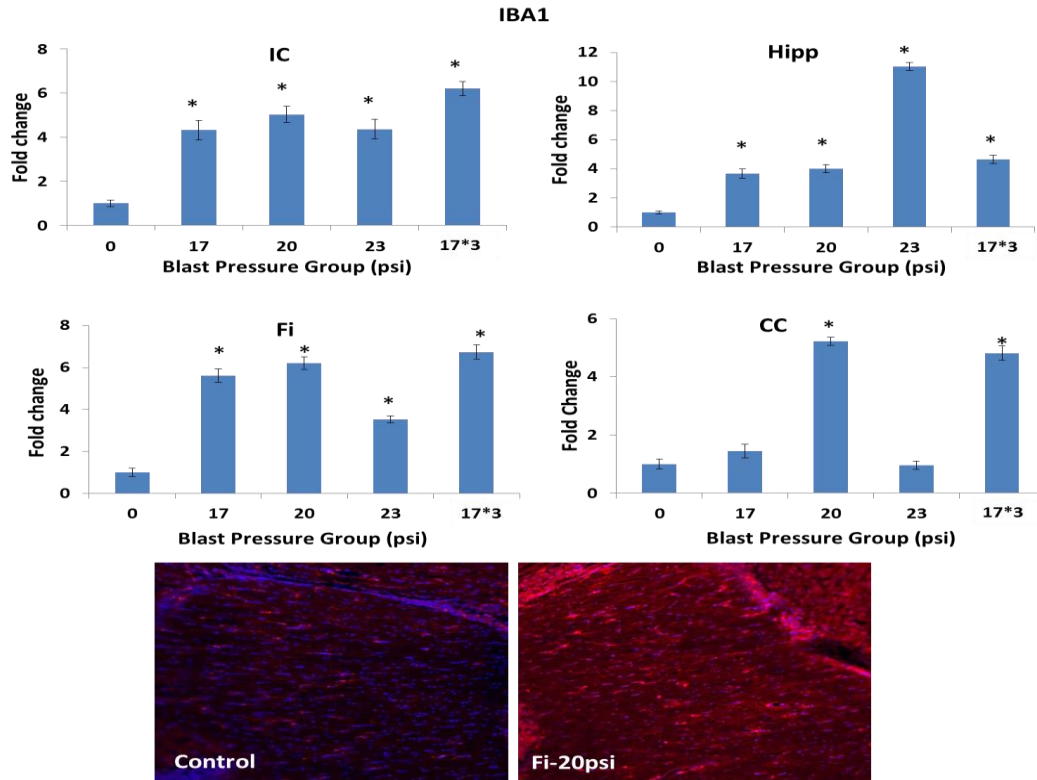 IBA1
IC
*
*
*
*
8
6
4
2
0
Fold change
0 17 20 23 17*3
Blast Pressure Group (psi)
Hipp
*
*
*
*
12
10
8
6
4
2
0
Fold change
0 17 20 23 17*3
Blast Pressure Group (psi)
Fi
*
*
*
*
8
6
4
2
0
Fold change
0 17 20 23 17*3
Blast Pressure Group (psi)
CC
*
*
6
4
2
0
Fold Change
0 17 20 23 17*3
Blast Pressure Group (psi)
Control
Fi-20psi